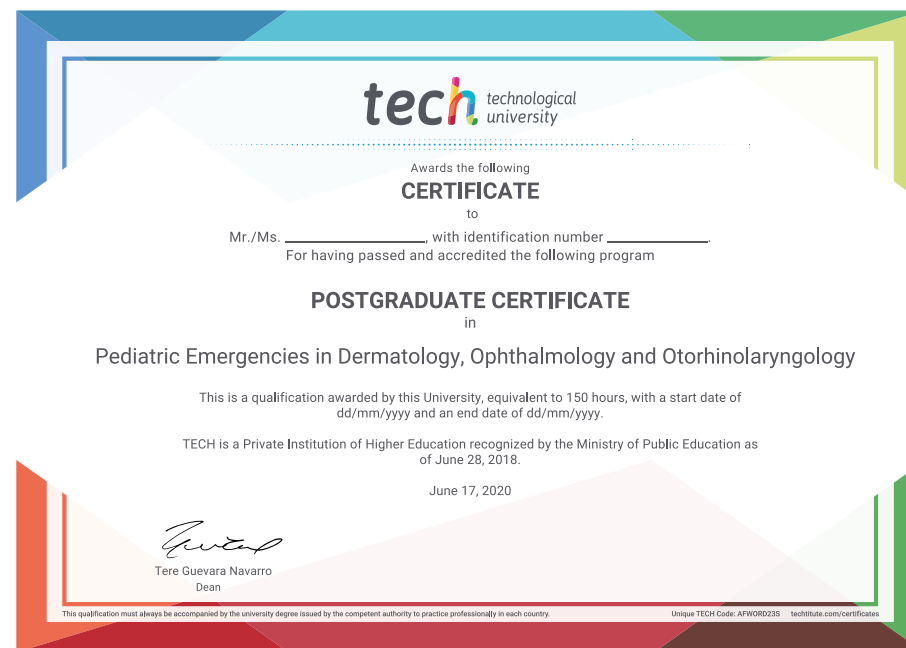 tech technological
university
Awards the following
CERTIFICATE
to
Mr./Ms. ____________________, with identification number ______________.
For having passed and accredited the following program
POSTGRADUATE CERTIFICATE
in
Pediatric Emergencies in Dermatology, Ophthalmology and Otorhinolaryngology
This is a qualification awarded by this University, equivalent to 150 hours, with a start date of
dd/mm/yyyy and an end date of dd/mm/yyyy.
TECH is a Private Institution of Higher Education recognized by the Ministry of Public Education as
of June 28, 2018.
June 17, 2020
Tere Guevara Navarro
Dean
This qualification must always be accompanied by the university degree issued by the competent authority to practice professionally in each country. Unique TECH Code: AFWORD23S techtitute.com/certificates